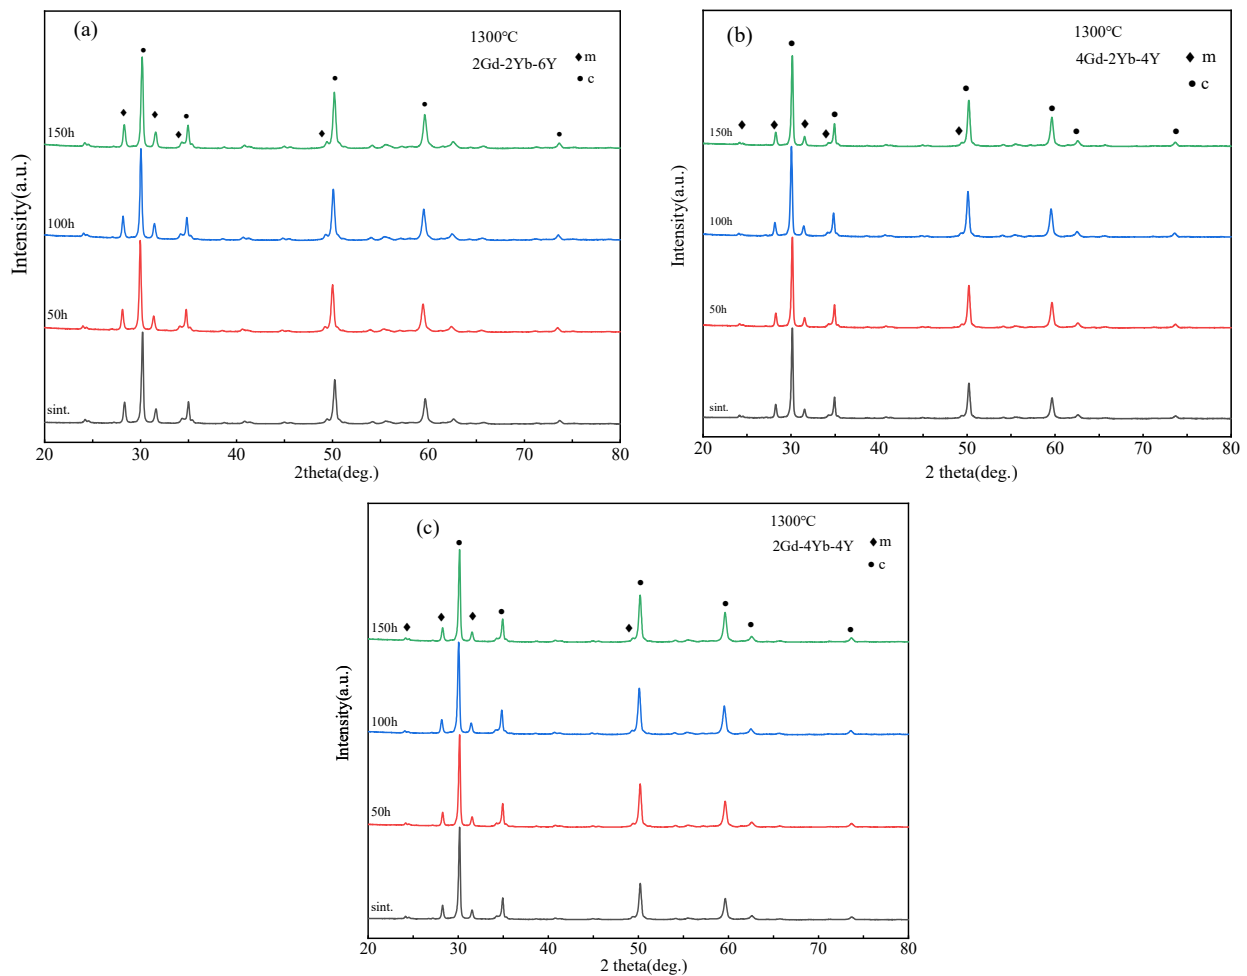 (a)
1300℃
2Gd-2Yb-6Y
♦ m
● c
150h
100h
50h
sint.
Intensity(a.u.)
20 30 40 50 60 70 80
2theta(deg.)
(b)
1300℃
4Gd-2Yb-4Y
♦ m
● c
150h
100h
50h
sint.
Intensity(a.u.)
20 30 40 50 60 70 80
2 theta(deg.)
(c)
1300℃
2Gd-4Yb-4Y
♦ m
● c
150h
100h
50h
sint.
Intensity(a.u.)
20 30 40 50 60 70 80
2 theta(deg.)